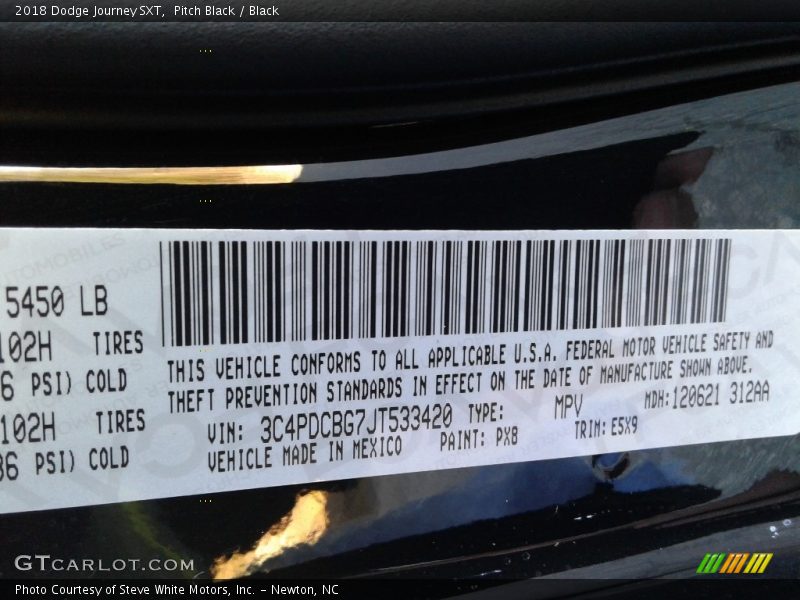 2018 Dodge Journey SXT, Pitch Black / Black
5450 LB
102H TIRES
6 PSI) COLD
102H TIRES
36 PSI) COLD
THIS VEHICLE CONFORMS TO ALL APPLICABLE U.S.A. FEDERAL MOTOR VEHICLE SAFETY AND
THEFT PREVENTION STANDARDS IN EFFECT ON THE DATE OF MANUFACTURE SHOWN ABOVE.
VIN: 3C4PDCBG7JT533420 TYPE: MPV MDH:120621 312AA
VEHICLE MADE IN MEXICO PAINT: PX8 TRIM: E5X9
GTCARLOT.COM
Photo Courtesy of Steve White Motors, Inc. – Newton, NC